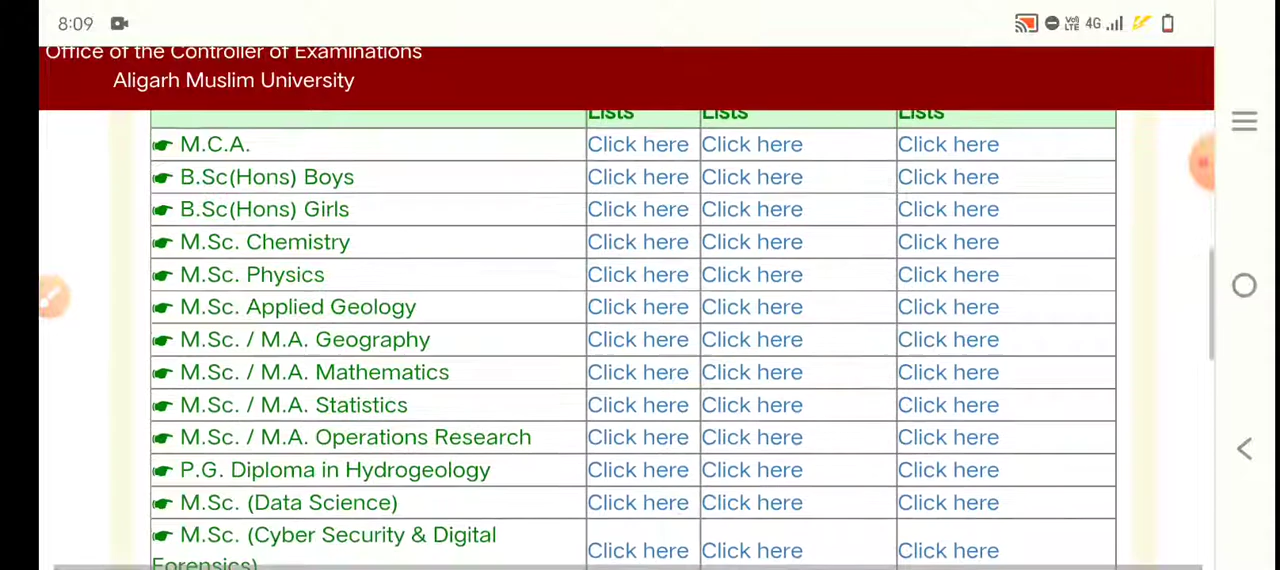 8:09
Vo) LTE 4G
Office of the Controller of Examinations
Aligarh Muslim University
Lists Lists Lists
M.C.A. Click here Click here Click here
B.Sc(Hons) Boys Click here Click here Click here
B.Sc(Hons) Girls Click here Click here Click here
M.Sc. Chemistry Click here Click here Click here
M.Sc. Physics Click here Click here Click here
M.Sc. Applied Geology Click here Click here Click here
M.Sc. / M.A. Geography Click here Click here Click here
M.Sc. / M.A. Mathematics Click here Click here Click here
M.Sc. / M.A. Statistics Click here Click here Click here
M.Sc. / M.A. Operations Research Click here Click here Click here
P.G. Diploma in Hydrogeology Click here Click here Click here
M.Sc. (Data Science) Click here Click here Click here
M.Sc. (Cyber Security & Digital
Forensics) Click here Click here Click here